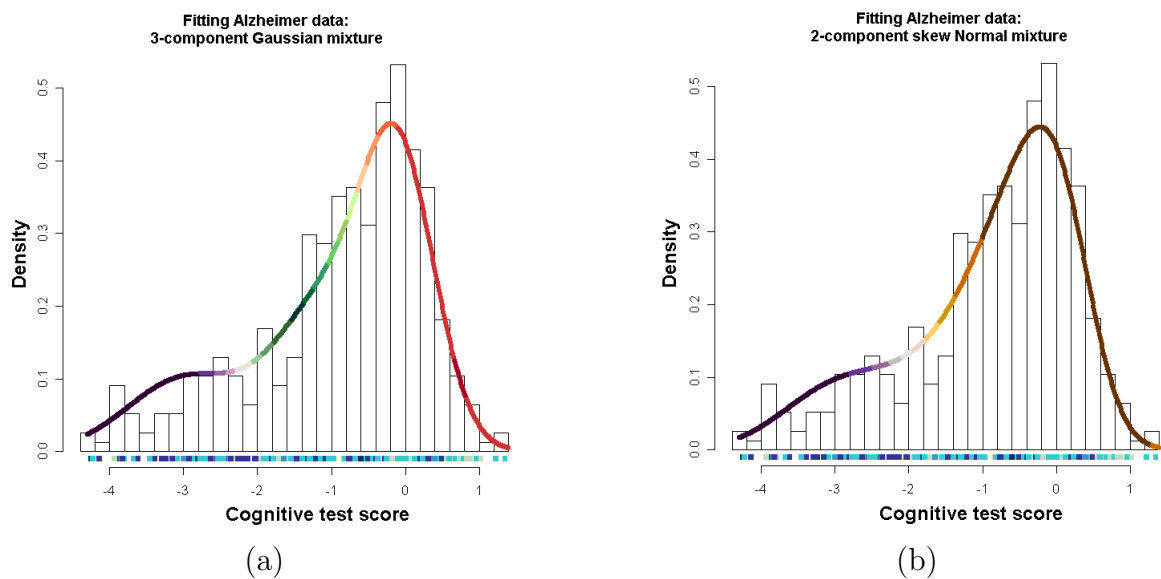 Fitting Alzheimer data:
3-component Gaussian mixture
Density
0.0
0.1
0.2
0.3
0.4
0.5
-4
-3
-2
-1
0
1
Cognitive test score
(a)
Fitting Alzheimer data:
2-component skew Normal mixture
Density
0.0
0.1
0.2
0.3
0.4
0.5
-4
-3
-2
-1
0
1
Cognitive test score
(b)